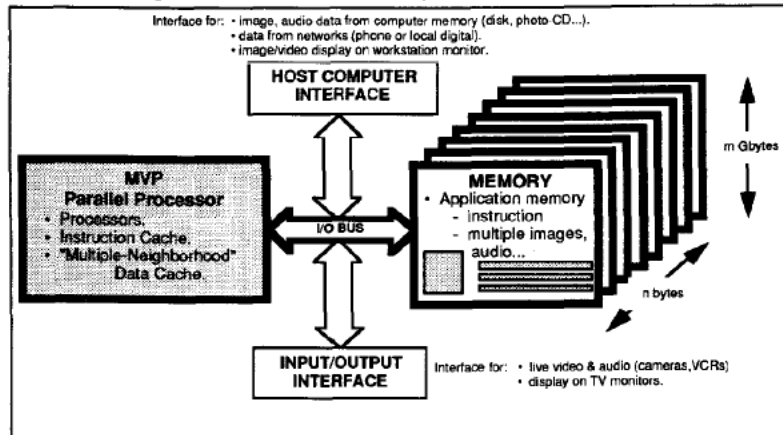 Interface for: • image, audio data from computer memory (disk, photo CD...).
• data from networks (phone or local digital).
• image/video display on workstation monitor.
HOST COMPUTER
INTERFACE
MVP
Parallel Processor
• Processors,
• Instruction Cache,
• "Multiple-Neighborhood"
Data Cache.
I/O BUS
MEMORY
• Application memory
- instruction
- multiple images,
audio...
m Gbytes
n bytes
INPUT/OUTPUT
INTERFACE
Interface for: • live video & audio (cameras,VCRs)
• display on TV monitors.